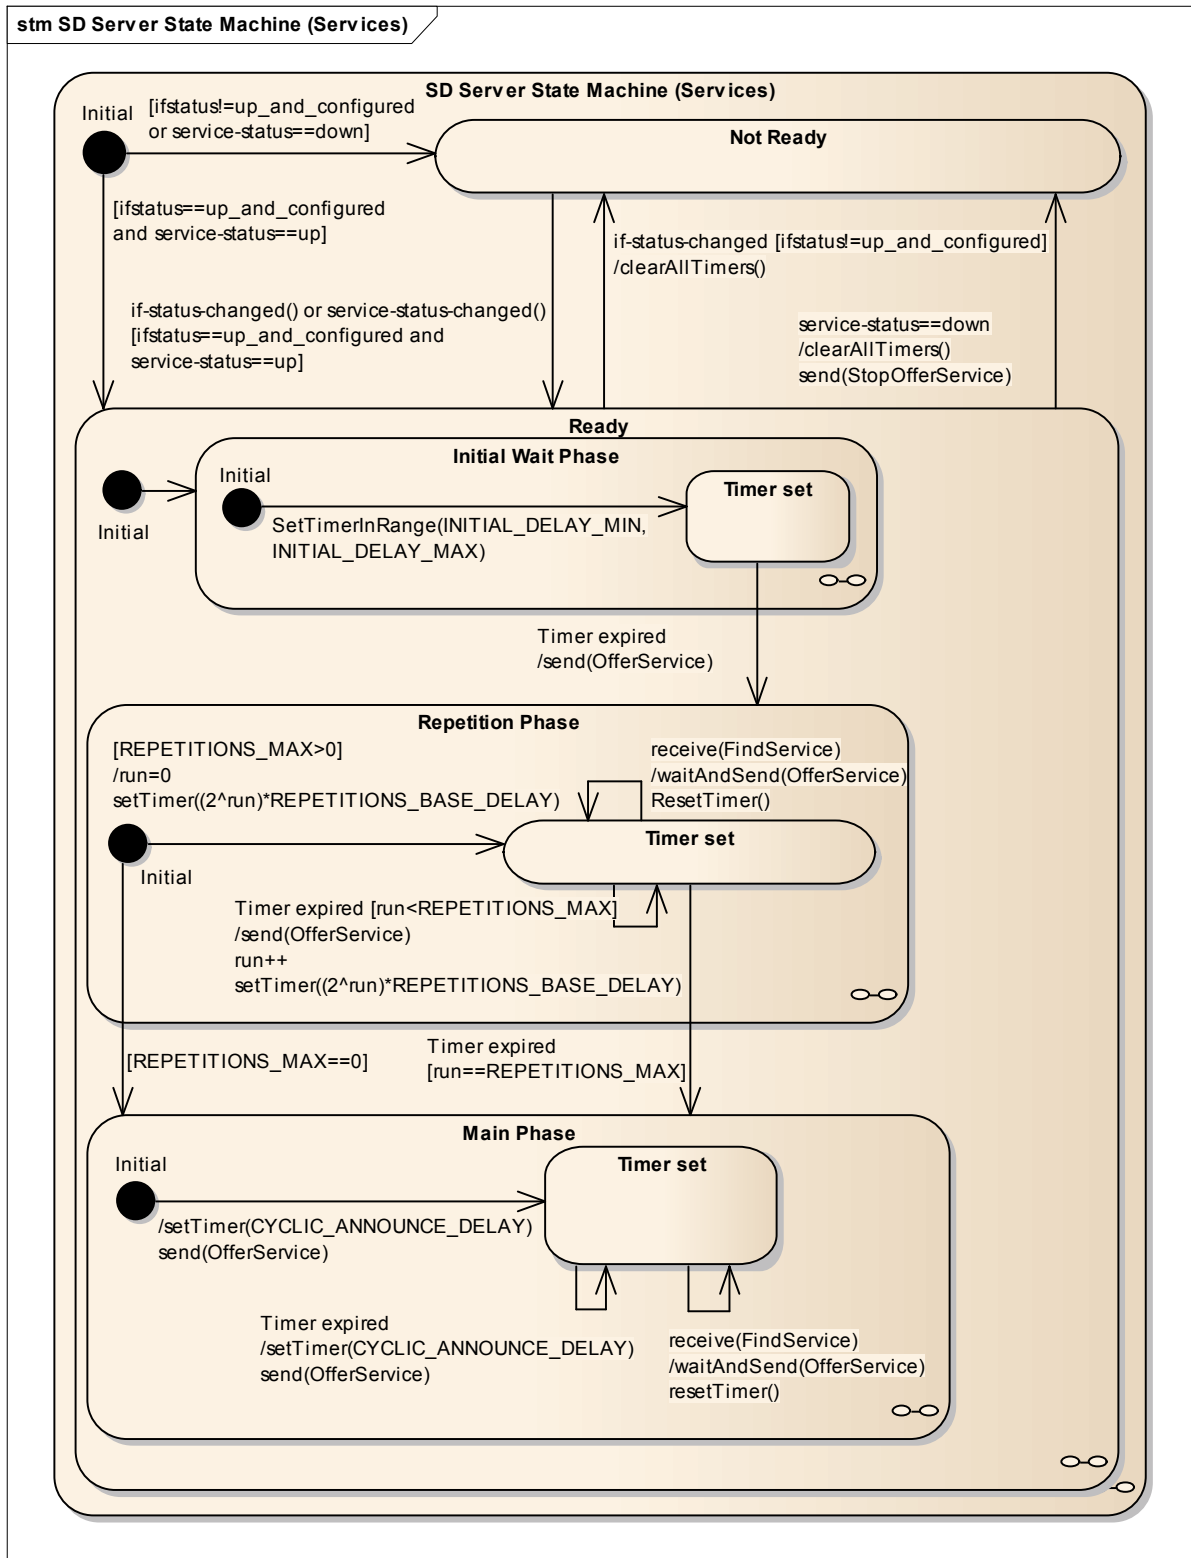 stm SD Server State Machine (Services)
SD Server State Machine (Services)
Initial
[ifstatus!=up_and_configured
or service-status==down]
Not Ready
[ifstatus==up_and_configured
and service-status==up]
if-status-changed [ifstatus!=up_and_configured]
/clearAllTimers()
if-status-changed() or service-status-changed()
[ifstatus==up_and_configured and
service-status==up]
service-status==down
/clearAllTimers()
send(StopOfferService)
Ready
Initial
Initial Wait Phase
Initial
Timer set
SetTimerInRange(INITIAL_DELAY_MIN,
INITIAL_DELAY_MAX)
Timer expired
/send(OfferService)
Repetition Phase
[REPETITIONS_MAX>0]
/run=0
setTimer((2^run)*REPETITIONS_BASE_DELAY)
receive(FindService)
/waitAndSend(OfferService)
ResetTimer()
Initial
Timer set
Timer expired [run<REPETITIONS_MAX]
/send(OfferService)
run++
setTimer((2^run)*REPETITIONS_BASE_DELAY)
[REPETITIONS_MAX==0]
Timer expired
[run==REPETITIONS_MAX]
Main Phase
Initial
Timer set
/setTimer(CYCLIC_ANNOUNCE_DELAY)
send(OfferService)
Timer expired
/setTimer(CYCLIC_ANNOUNCE_DELAY)
send(OfferService)
receive(FindService)
/waitAndSend(OfferService)
resetTimer()